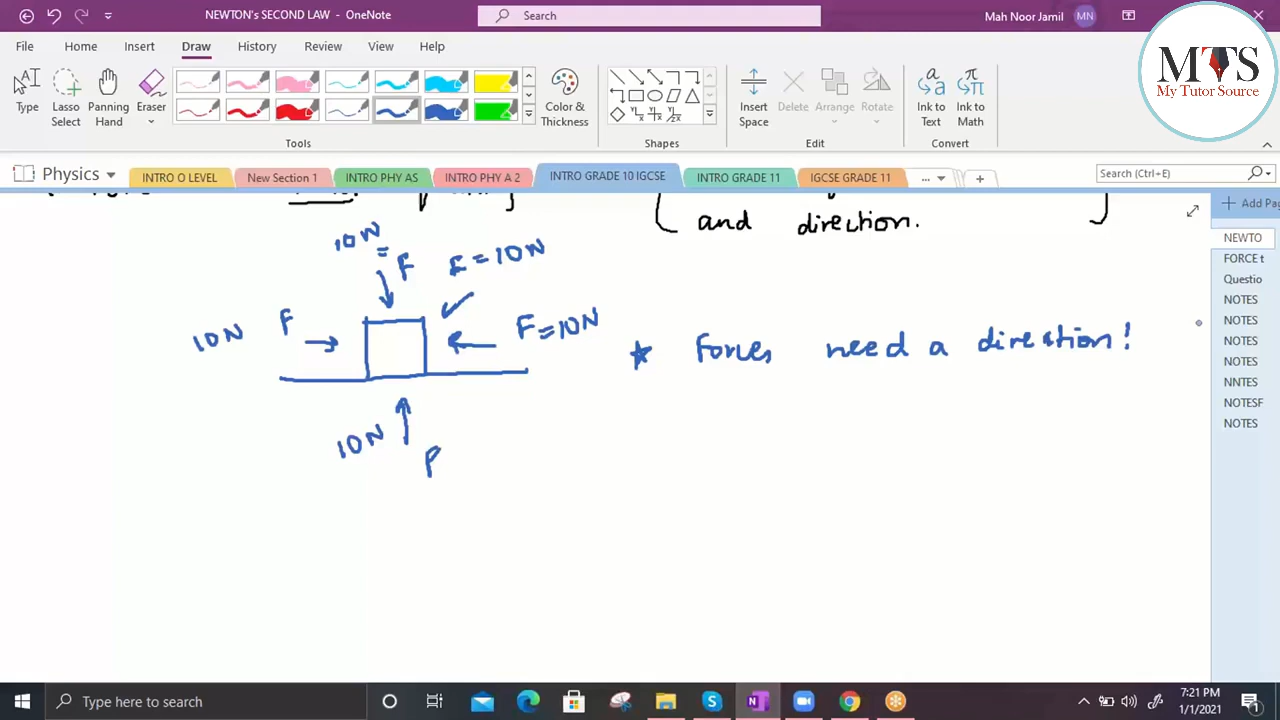 NEWTON's SECOND LAW - OneNote
Search
Mah Noor Jamil
MN
File Home Insert Draw History Review View Help
MTS
My Tutor Source
Type
Lasso Select
Panning Hand
Eraser
Color & Thickness
Insert Space
Delete
Arrange
Rotate
Ink to Text
Ink to Math
Tools
Shapes
Edit
Convert
Physics
INTRO O LEVEL
New Section 1
INTRO PHY AS
INTRO PHY A 2
INTRO GRADE 10 IGCSE
INTRO GRADE 11
IGCSE GRADE 11
...
Search (Ctrl+E)
Add Pag
NEWTO
FORCE t
Questio
NOTES
NOTES
NOTES
NOTES
NNTES
NOTESF
NOTES
and direction.
10N = F
F = 10N
10N F
F = 10N
10N
★ Forces need a direction!
Type here to search
7:21 PM
1/1/2021